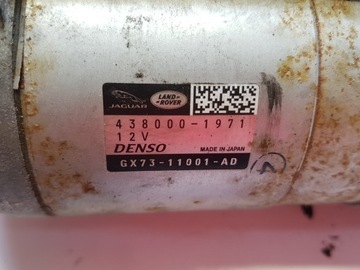 JAGUAR
LAND-
ROVER
438000-1971
12V
DENSO MADE IN JAPAN
GX73-11001-AD
A